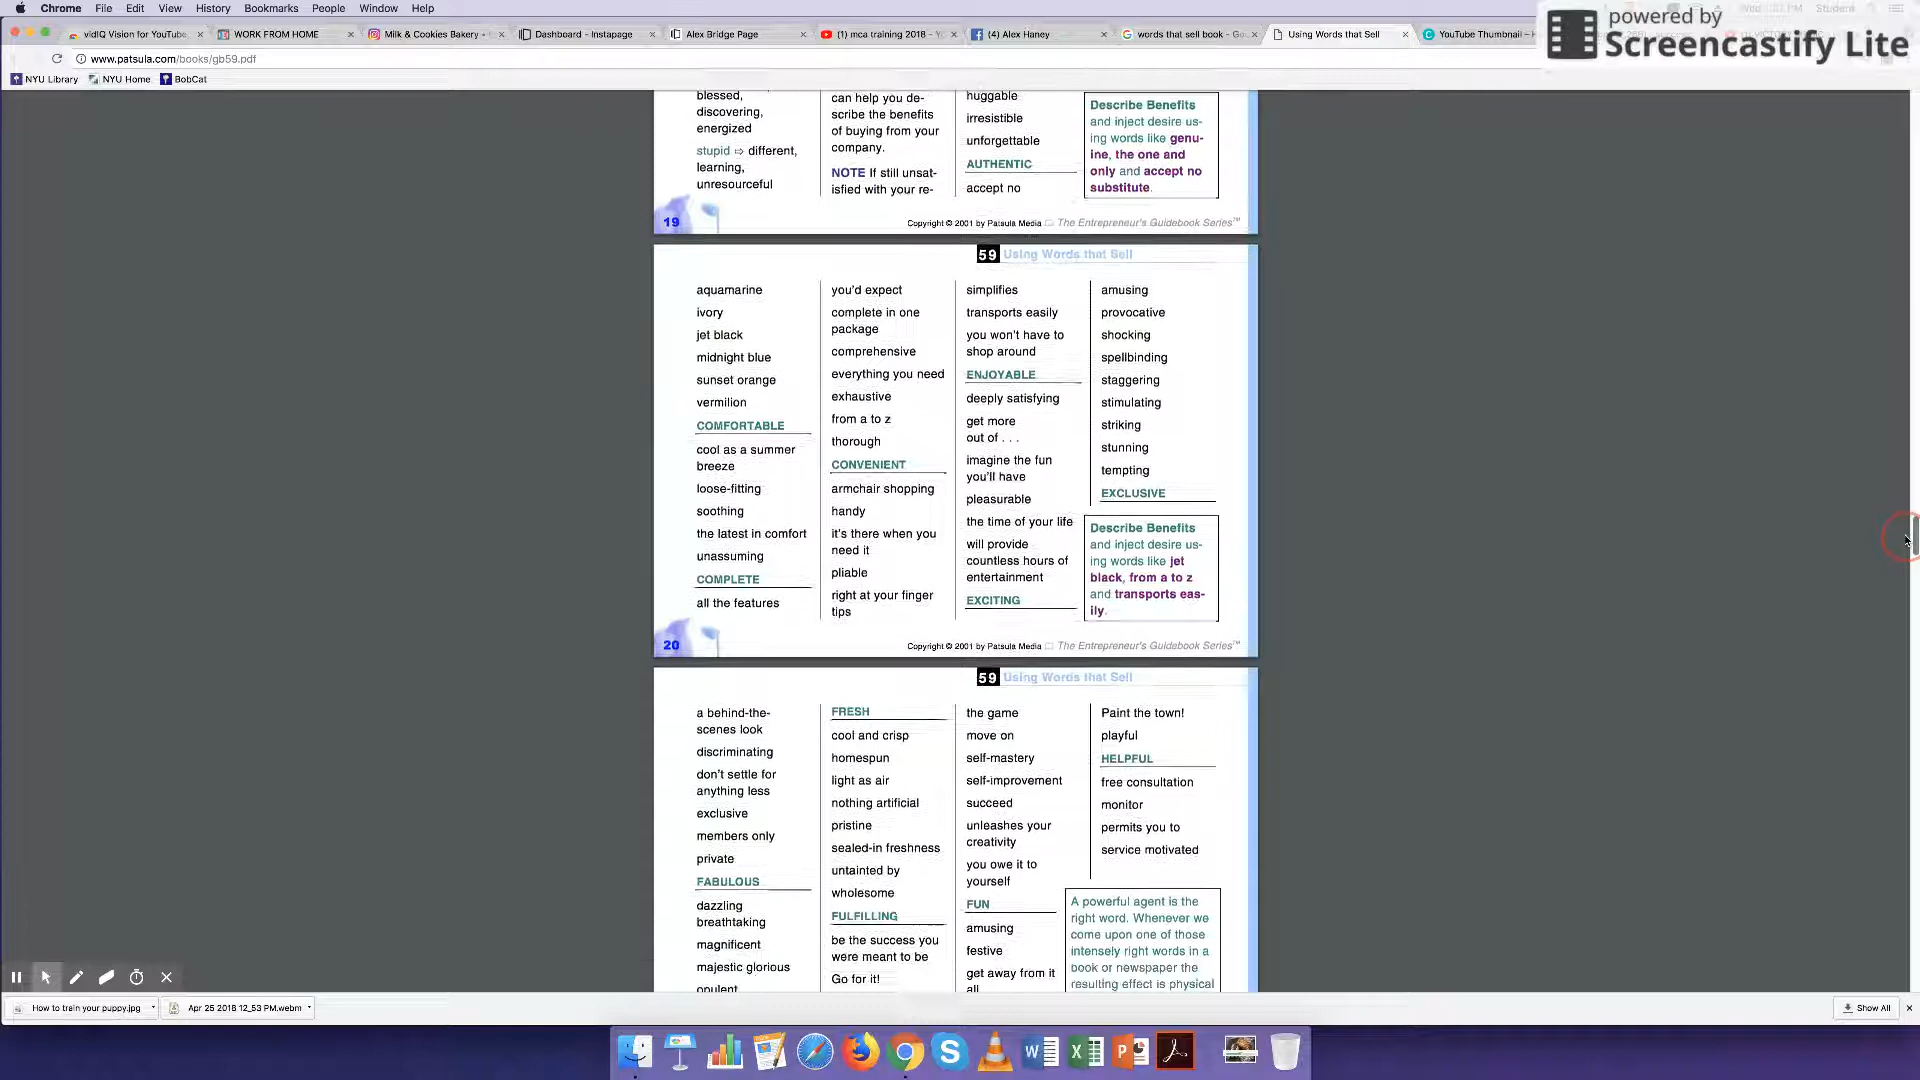 Chrome File Edit View History Bookmarks People Window Help
powered by
Screencastify Lite
vidIQ Vision for YouTube
WORK FROM HOME
Milk & Cookies Bakery
Dashboard - Instapage
Alex Bridge Page
(1) mca training 2018 - Y
(4) Alex Haney
words that sell book - Go
Using Words that Sell
YouTube Thumbnail
www.patsula.com/books/gb59.pdf
NYU Library NYU Home BobCat
blessed,
discovering,
energized
stupid ⇨ different,
learning,
unresourceful
can help you de-
scribe the benefits
of buying from your
company.
NOTE If still unsat-
isfied with your re-
huggable
irresistible
unforgettable
AUTHENTIC
accept no
Describe Benefits
and inject desire us-
ing words like genu-
ine, the one and
only and accept no
substitute.
19
Copyright © 2001 by Patsula Media The Entrepreneur's Guidebook Series™
59 Using Words that Sell
aquamarine
ivory
jet black
midnight blue
sunset orange
vermilion
COMFORTABLE
cool as a summer
breeze
loose-fitting
soothing
the latest in comfort
unassuming
COMPLETE
all the features
you'd expect
complete in one
package
comprehensive
everything you need
exhaustive
from a to z
thorough
CONVENIENT
armchair shopping
handy
it's there when you
need it
pliable
right at your finger
tips
simplifies
transports easily
you won't have to
shop around
ENJOYABLE
deeply satisfying
get more
out of . . .
imagine the fun
you'll have
pleasurable
the time of your life
will provide
countless hours of
entertainment
EXCITING
amusing
provocative
shocking
spellbinding
staggering
stimulating
striking
stunning
tempting
EXCLUSIVE
Describe Benefits
and inject desire us-
ing words like jet
black, from a to z
and transports eas-
ily.
20
Copyright © 2001 by Patsula Media The Entrepreneur's Guidebook Series™
59 Using Words that Sell
a behind-the-
scenes look
discriminating
don't settle for
anything less
exclusive
members only
private
FABULOUS
dazzling
breathtaking
magnificent
majestic glorious
opulent
FRESH
cool and crisp
homespun
light as air
nothing artificial
pristine
sealed-in freshness
untainted by
wholesome
FULFILLING
be the success you
were meant to be
Go for it!
the game
move on
self-mastery
self-improvement
succeed
unleashes your
creativity
you owe it to
yourself
FUN
amusing
festive
get away from it
all
Paint the town!
playful
HELPFUL
free consultation
monitor
permits you to
service motivated
A powerful agent is the
right word. Whenever we
come upon one of those
intensely right words in a
book or newspaper the
resulting effect is physical
How to train your puppy.jpg
Apr 25 2018 12_53 PM.webm
Show All